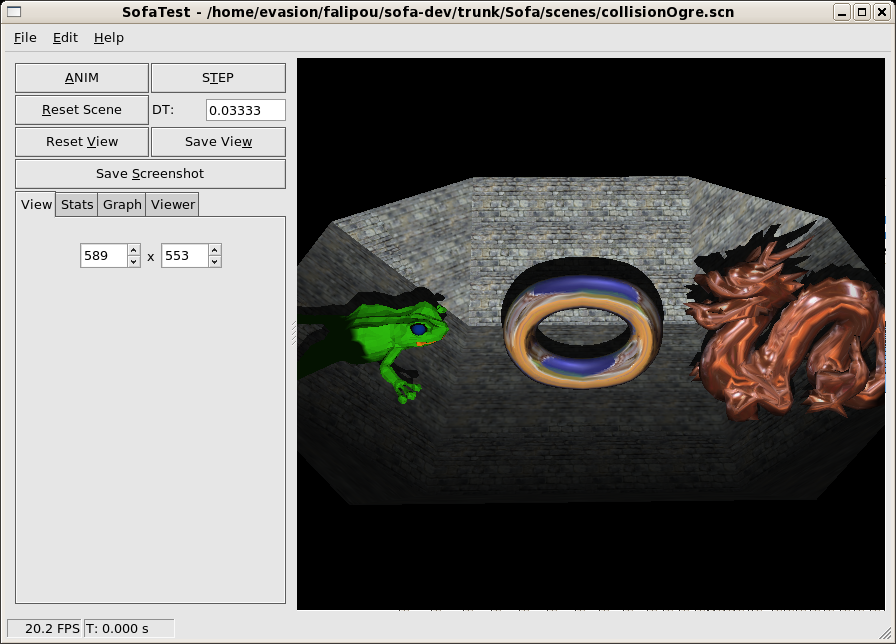 SofaTest - /home/evasion/falipou/sofa-dev/trunk/Sofa/scenes/collisionOgre.scn
File Edit Help
ANIM STEP
Reset Scene DT: 0.03333
Reset View Save View
Save Screenshot
View Stats Graph Viewer
589 x 553
20.2 FPS T: 0.000 s